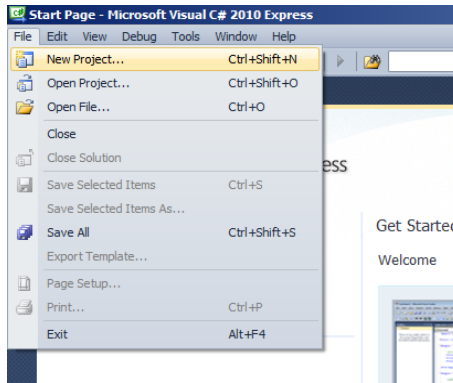 Start Page - Microsoft Visual C# 2010 Express
File Edit View Debug Tools Window Help
New Project... Ctrl+Shift+N
Open Project... Ctrl+Shift+O
Open File... Ctrl+O
Close
Close Solution
ess
Save Selected Items Ctrl+S
Save Selected Items As...
Save All Ctrl+Shift+S
Get Started
Export Template...
Welcome
Page Setup...
Print... Ctrl+P
Exit Alt+F4